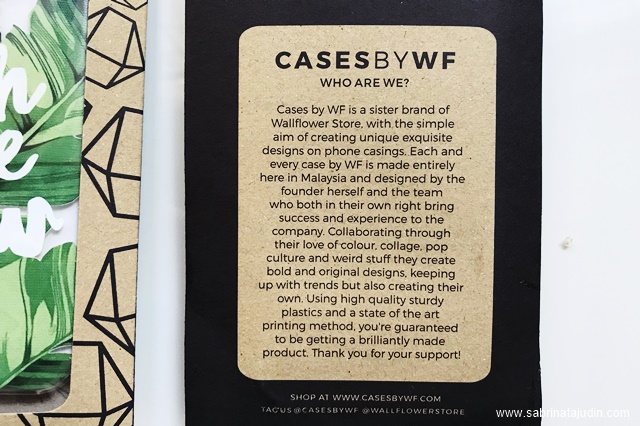 CASESBYWF
WHO ARE WE?
Cases by WF is a sister brand of
Wallflower Store, with the simple
aim of creating unique exquisite
designs on phone casings. Each and
every case by WF is made entirely
here in Malaysia and designed by the
founder herself and the team
who both in their own right bring
success and experience to the
company. Collaborating through
their love of colour, collage, pop
culture and weird stuff they create
bold and original designs, keeping
up with trends but also creating their
own. Using high quality sturdy
plastics and a state of the art
printing method, you're guaranteed
to be getting a brilliantly made
product. Thank you for your support!
SHOP AT WWW.CASESBYWF.COM
TAG US @CASESBYWF @WALLFLOWERSTORE
www.sabrinatajudin.com